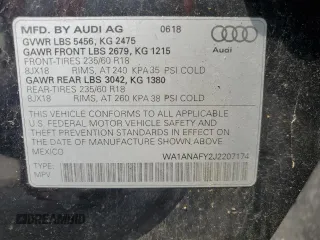 MFD. BY AUDI AG 0618
GVWR LBS 5456, KG 2475
GAWR FRONT LBS 2679, KG 1215
Audi
FRONT-TIRES 235/60 R18
8JX18 RIMS, AT 240 KPA 35 PSI COLD
GAWR REAR LBS 3042, KG 1380
REAR-TIRES 235/60 R18
8JX18 RIMS, AT 260 KPA 38 PSI COLD
THIS VEHICLE CONFORMS TO ALL APPLICABLE
U.S. FEDERAL MOTOR VEHICLE SAFETY, BUMPER, AND
THEFT PREVENTION STANDARDS IN EFFECT ON THE
DATE OF MANUFACTURE SHOWN ABOVE.
MEXICO WA1ANAFY2J2207174
TYPE:
MPV
DREAMBID